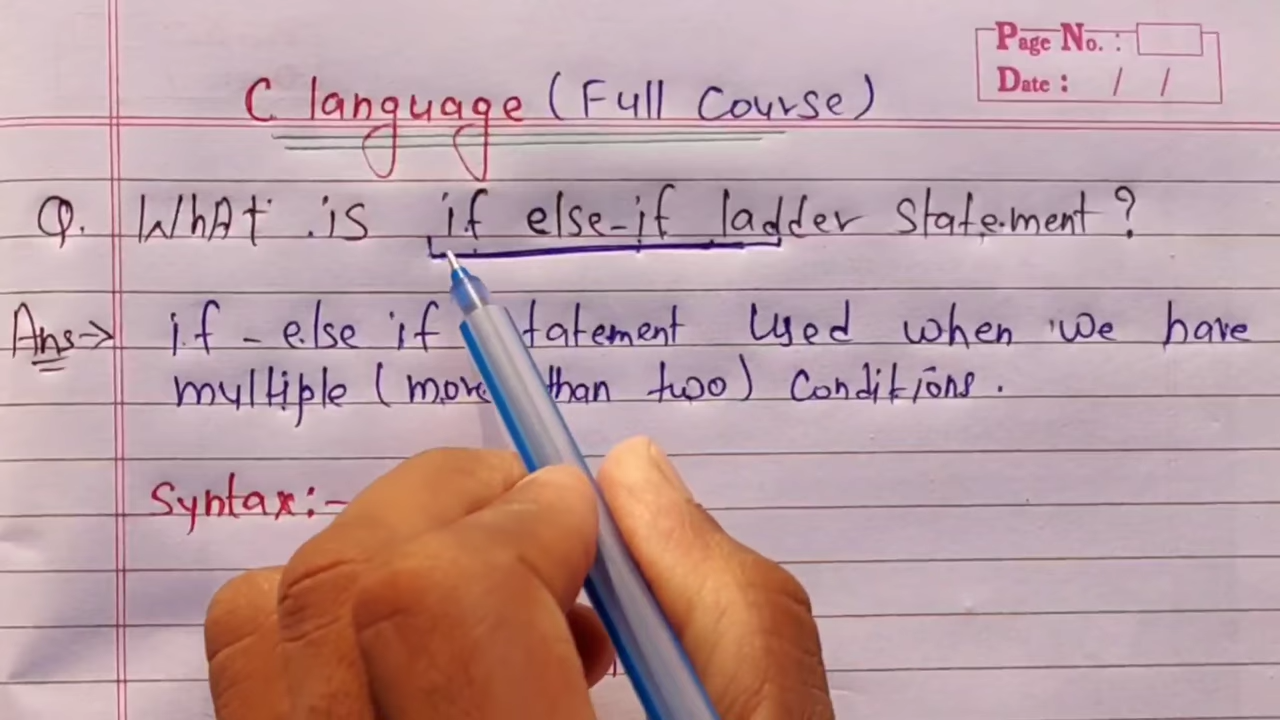 Page No. :
Date : / /
C language (Full Course)
Q. WhAt is if else-if ladder Statement?
Ans-> if - else if tatement Used when we have
multiple (more than two) Conditions.
Syntax:-